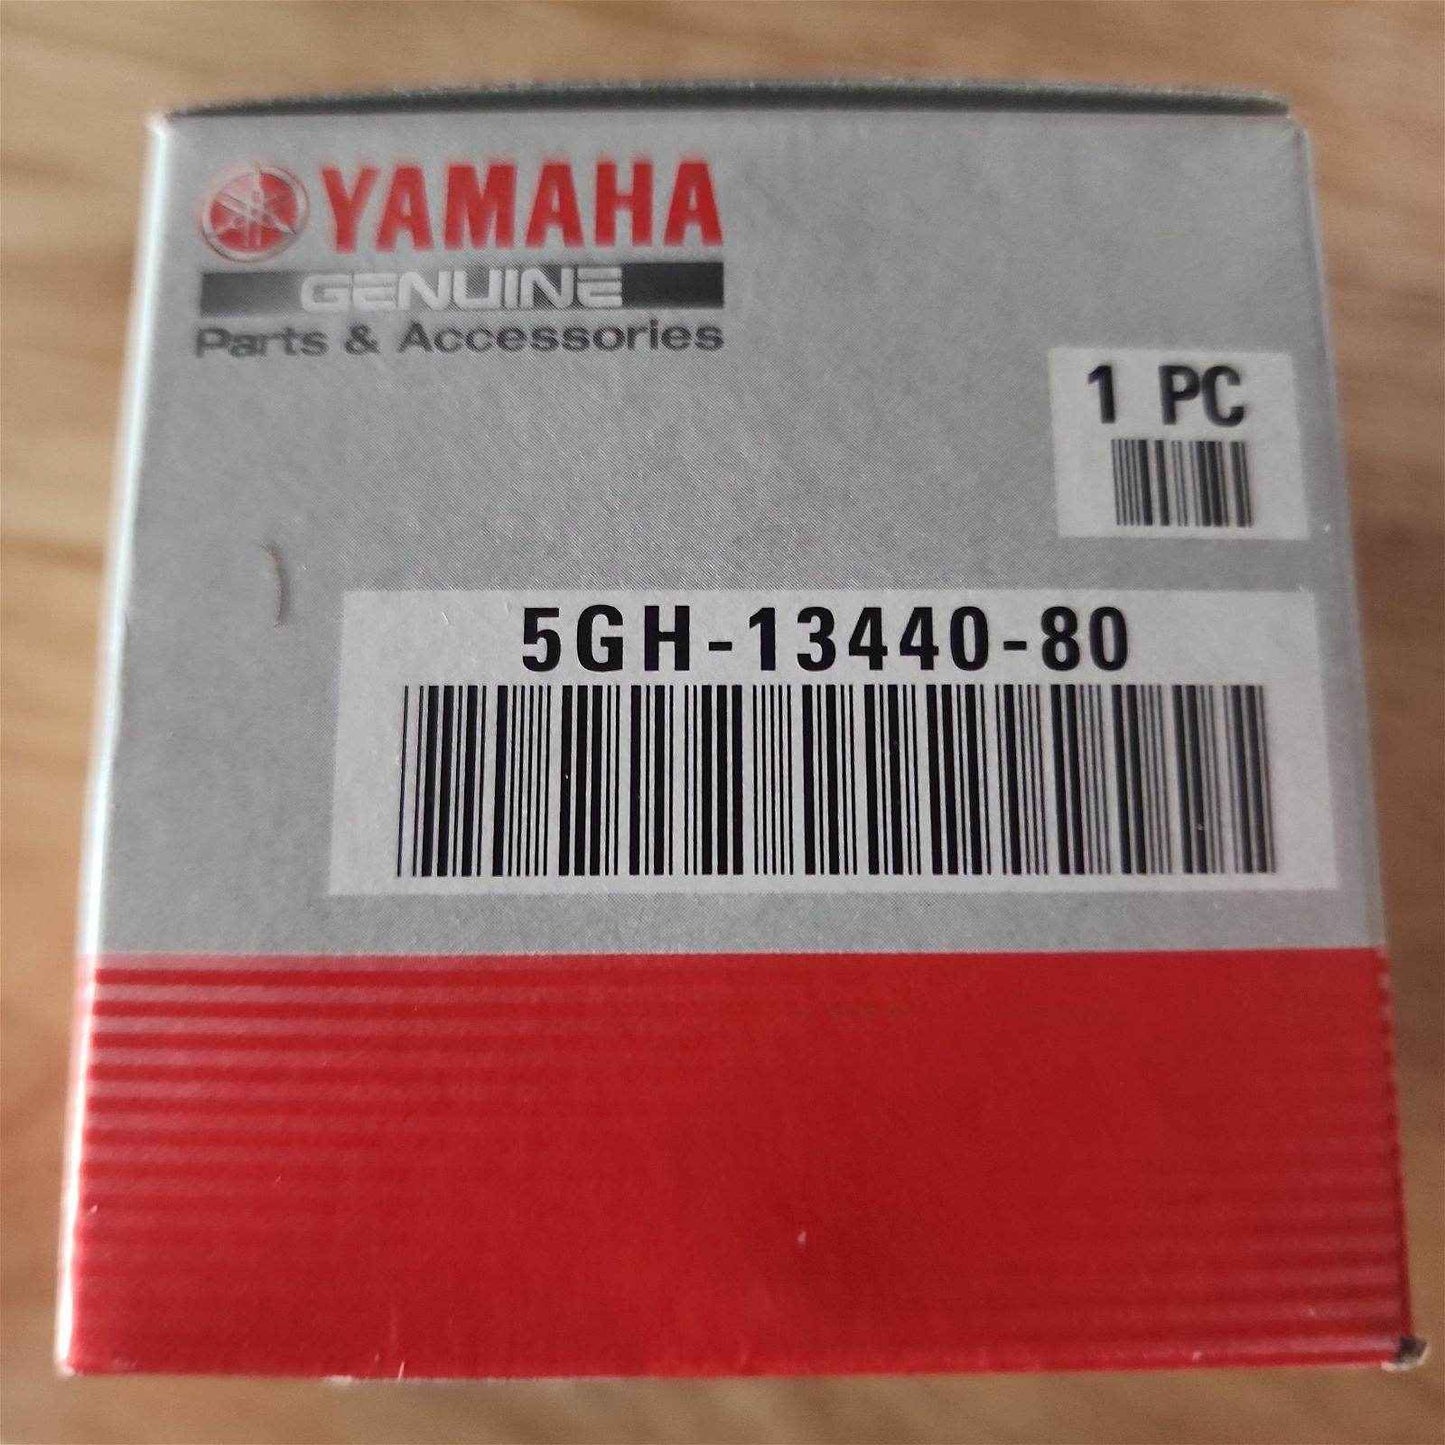 YAMAHA
GENUINE
Parts & Accessories
1 PC
5GH-13440-80